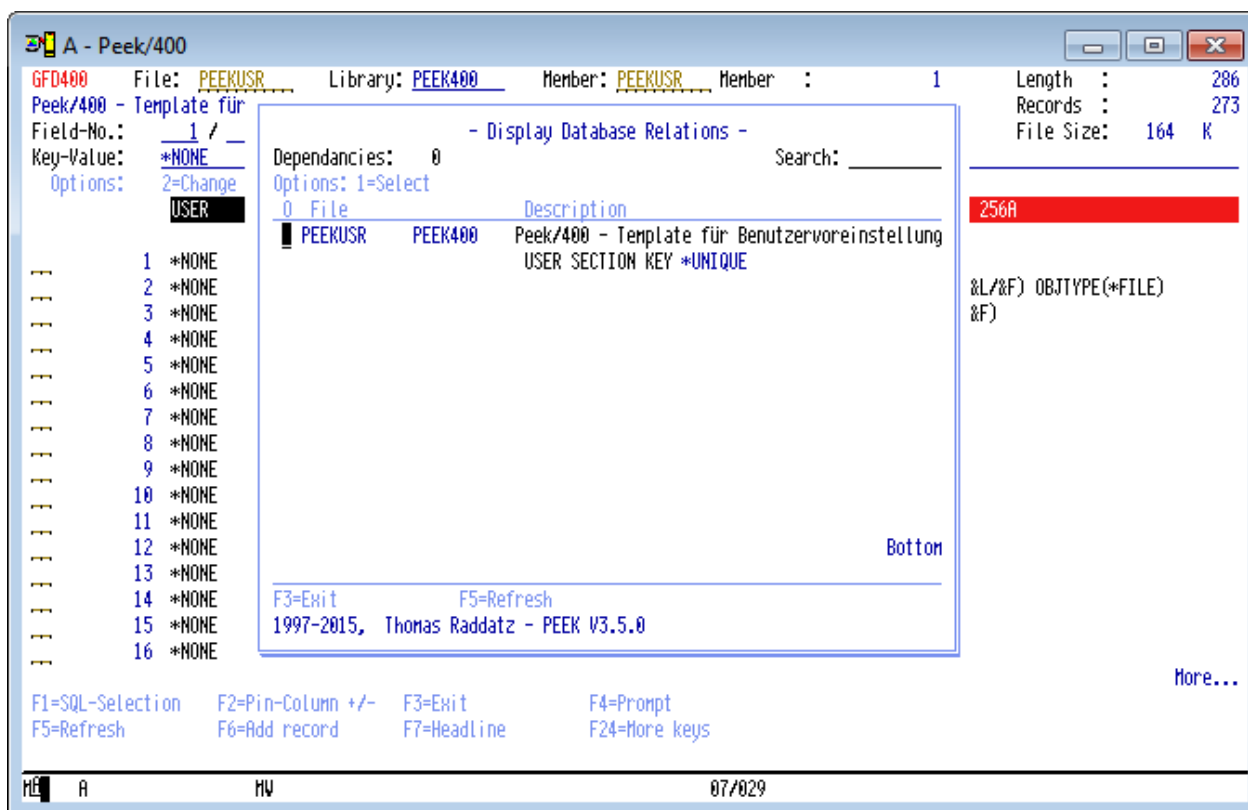 A - Peek/400
GFD400 File: PEEKUSR Library: PEEK400 Member: PEEKUSR Member : 1 Length : 286
Peek/400 - Template für Records : 273
Field-No.: 1 / File Size: 164 K
- Display Database Relations -
Key-Value: *NONE Dependancies: 0 Search:
Options: 2=Change Options: 1=Select
USER O File Description 256A
PEEKUSR PEEK400 Peek/400 - Template für Benutzervoreinstellung
1 *NONE USER SECTION KEY *UNIQUE
2 *NONE &L/&F) OBJTYPE(*FILE)
3 *NONE &F)
4 *NONE
5 *NONE
6 *NONE
7 *NONE
8 *NONE
9 *NONE
10 *NONE
11 *NONE
12 *NONE Bottom
13 *NONE
14 *NONE F3=Exit F5=Refresh
15 *NONE 1997-2015, Thomas Raddatz - PEEK V3.5.0
16 *NONE
More...
F1=SQL-Selection F2=Pin-Column +/- F3=Exit F4=Prompt
F5=Refresh F6=Add record F7=Headline F24=More keys
A MW 07/029